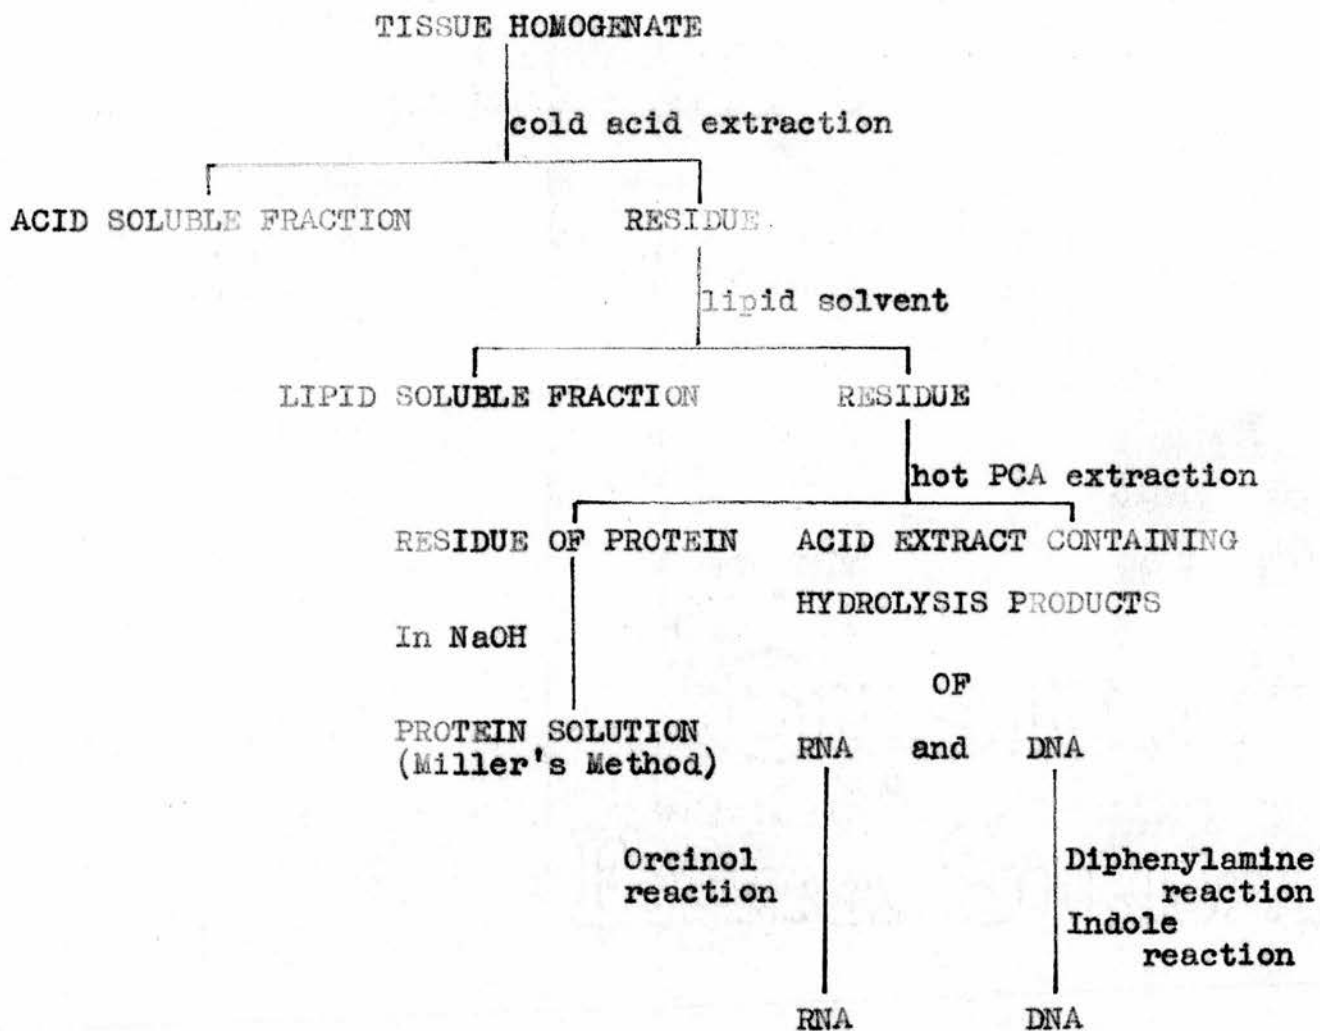 TISSUE HOMOGENATE
cold acid extraction
ACID SOLUBLE FRACTION RESIDUE
lipid solvent
LIPID SOLUBLE FRACTION RESIDUE
hot PCA extraction
RESIDUE OF PROTEIN ACID EXTRACT CONTAINING
HYDROLYSIS PRODUCTS
In NaOH
OF
PROTEIN SOLUTION
(Miller's Method)
RNA and DNA
Orcinol
reaction
Diphenylamine
reaction
Indole
reaction
RNA DNA